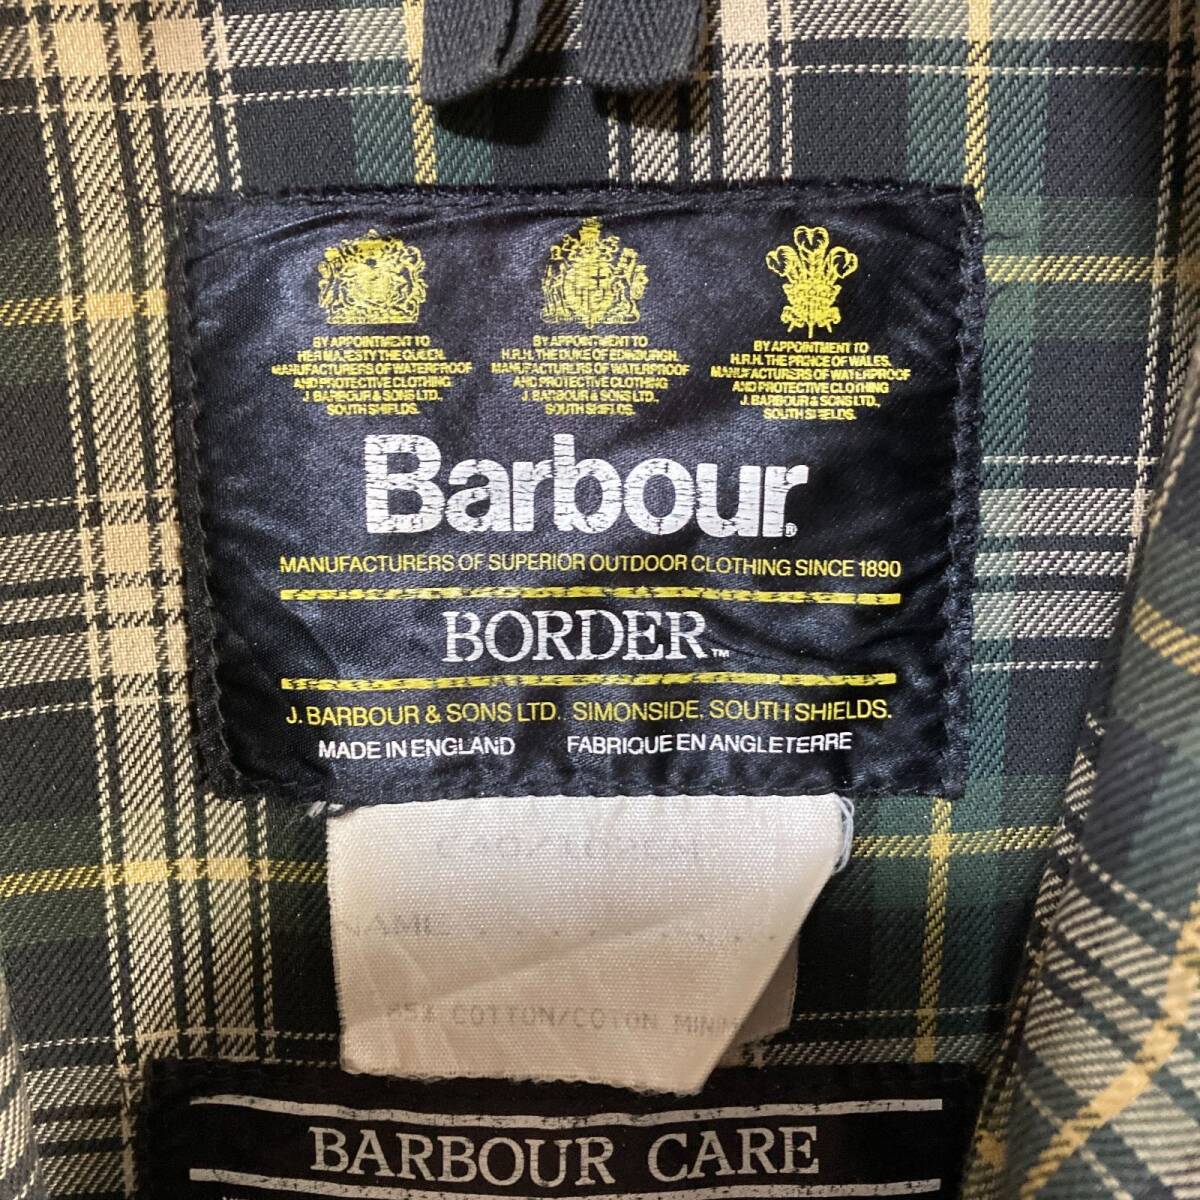 BY APPOINTMENT TO
HER MAJESTY THE QUEEN.
MANUFACTURERS OF WATERPROOF
AND PROTECTIVE CLOTHING
J. BARBOUR & SONS LTD.,
SOUTH SHIELDS.
BY APPOINTMENT TO
H.R.H. THE DUKE OF EDINBURGH.
MANUFACTURERS OF WATERPROOF
AND PROTECTIVE CLOTHING
J. BARBOUR & SONS LTD.,
SOUTH SHIELDS.
BY APPOINTMENT TO
H.R.H. THE PRINCE OF WALES.
MANUFACTURERS OF WATERPROOF
AND PROTECTIVE CLOTHING
J. BARBOUR & SONS LTD.,
SOUTH SHIELDS.
Barbour®
MANUFACTURERS OF SUPERIOR OUTDOOR CLOTHING SINCE 1890
BORDER™
J. BARBOUR & SONS LTD. SIMONSIDE. SOUTH SHIELDS.
MADE IN ENGLAND FABRIQUE EN ANGLETERRE
NAME
85% COTTON/COTON
BARBOUR CARE